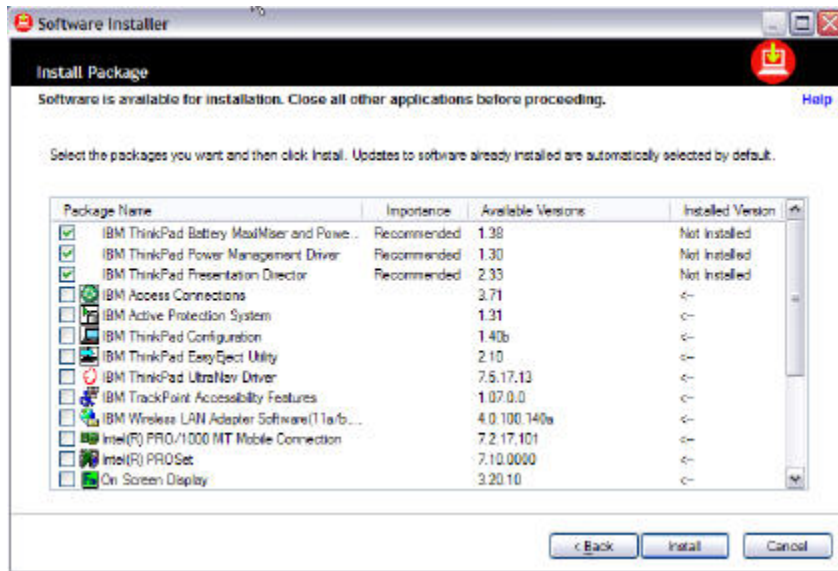 Software Installer
Install Package
Software is available for installation. Close all other applications before proceeding. Help
Select the packages you want and then click Install. Updates to software already installed are automatically selected by default.
Package Name Importance Available Versions Installed Version
IBM ThinkPad Battery MaxiMiser and Powe... Recommended 1.38 Not Installed
IBM ThinkPad Power Management Driver Recommended 1.30 Not Installed
IBM ThinkPad Presentation Director Recommended 2.33 Not Installed
IBM Access Connections 3.71 <--
IBM Active Protection System 1.31 <--
IBM ThinkPad Configuration 1.40b <--
IBM ThinkPad EasyEject Utility 2.10 <--
IBM ThinkPad UltraNav Driver 7.5.17.13 <--
IBM TrackPoint Accessibility Features 1.07.0.0 <--
IBM Wireless LAN Adapter Software(11a/b... 4.0.100.140a <--
Intel(R) PRO/1000 MT Mobile Connection 7.2.17.101 <--
Intel(R) PROSet 7.10.0000 <--
On Screen Display 3.20.10 <--
< Back Install Cancel